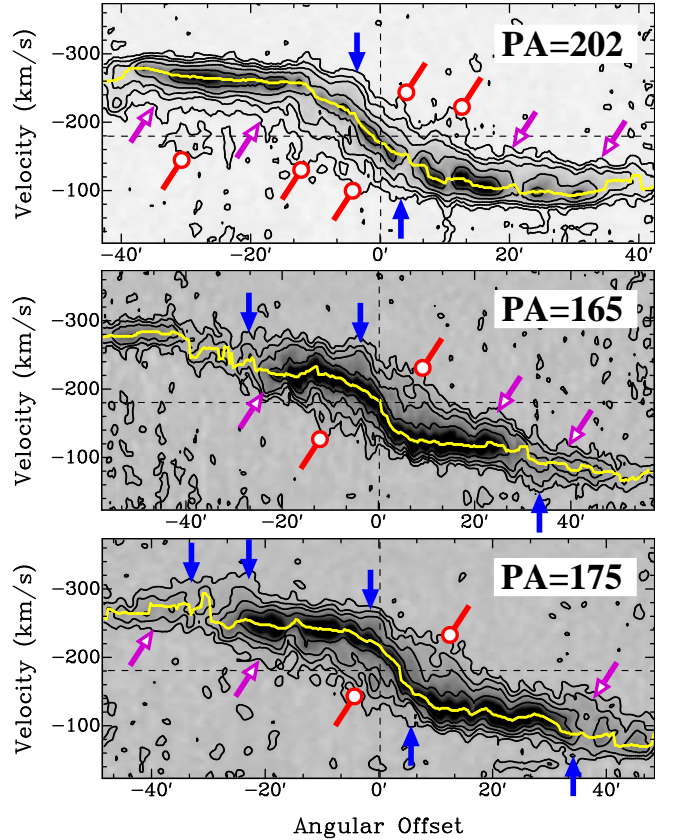 PA=202
Velocity (km/s)
−300
−200
−100
−40′ −20′ 0′ 20′ 40′
PA=165
Velocity (km/s)
−300
−200
−100
−40′ −20′ 0′ 20′ 40′
PA=175
Velocity (km/s)
−300
−200
−100
−40′ −20′ 0′ 20′ 40′
Angular Offset